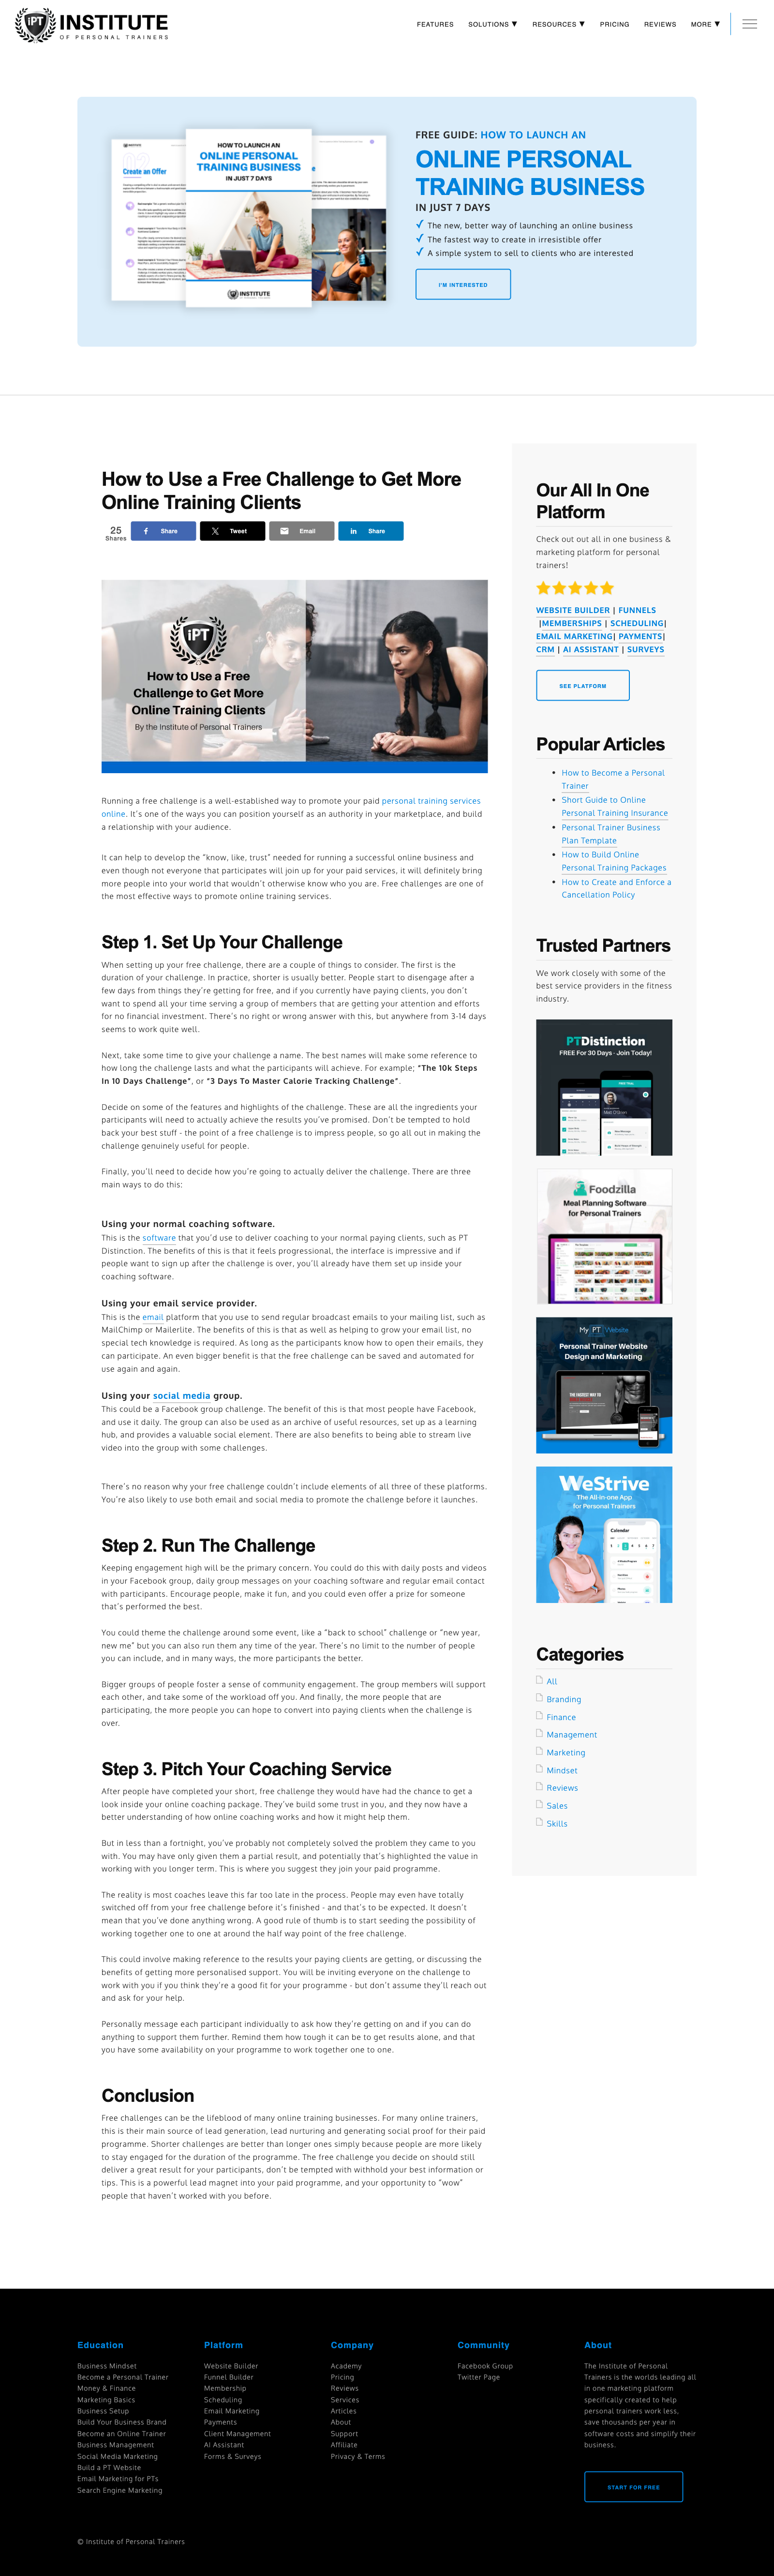 iPT
INSTITUTE
OF PERSONAL TRAINERS
FEATURES
SOLUTIONS ▼
RESOURCES ▼
PRICING
REVIEWS
MORE ▼
Create an Offer
HOW TO LAUNCH AN
ONLINE PERSONAL
TRAINING BUSINESS
IN JUST 7 DAYS
INSTITUTE
FREE GUIDE: HOW TO LAUNCH AN
ONLINE PERSONAL
TRAINING BUSINESS
IN JUST 7 DAYS
✓ The new, better way of launching an online business
✓ The fastest way to create in irresistible offer
✓ A simple system to sell to clients who are interested
I'M INTERESTED
How to Use a Free Challenge to Get More
Online Training Clients
25
Shares
Share
Tweet
Email
Share
iPT
How to Use a Free
Challenge to Get More
Online Training Clients
By the Institute of Personal Trainers
Running a free challenge is a well-established way to promote your paid personal training services
online. It's one of the ways you can position yourself as an authority in your marketplace, and build
a relationship with your audience.
It can help to develop the “know, like, trust” needed for running a successful online business and
even though not everyone that participates will join up for your paid services, it will definitely bring
more people into your world that wouldn't otherwise know who you are. Free challenges are one of
the most effective ways to promote online training services.
Step 1. Set Up Your Challenge
When setting up your free challenge, there are a couple of things to consider. The first is the
duration of your challenge. In practice, shorter is usually better. People start to disengage after a
few days from things they're getting for free, and if you currently have paying clients, you don't
want to spend all your time serving a group of members that are getting your attention and efforts
for no financial investment. There's no right or wrong answer with this, but anywhere from 3-14 days
seems to work quite well.
Next, take some time to give your challenge a name. The best names will make some reference to
how long the challenge lasts and what the participants will achieve. For example; “The 10k Steps
In 10 Days Challenge”, or “3 Days To Master Calorie Tracking Challenge”.
Decide on some of the features and highlights of the challenge. These are all the ingredients your
participants will need to actually achieve the results you've promised. Don't be tempted to hold
back your best stuff - the point of a free challenge is to impress people, so go all out in making the
challenge genuinely useful for people.
Finally, you'll need to decide how you're going to actually deliver the challenge. There are three
main ways to do this:
Using your normal coaching software.
This is the software that you'd use to deliver coaching to your normal paying clients, such as PT
Distinction. The benefits of this is that it feels progressional, the interface is impressive and if
people want to sign up after the challenge is over, you'll already have them set up inside your
coaching software.
Using your email service provider.
This is the email platform that you use to send regular broadcast emails to your mailing list, such as
MailChimp or Mailerlite. The benefits of this is that as well as helping to grow your email list, no
special tech knowledge is required. As long as the participants know how to open their emails, they
can participate. An even bigger benefit is that the free challenge can be saved and automated for
use again and again.
Using your social media group.
This could be a Facebook group challenge. The benefit of this is that most people have Facebook,
and use it daily. The group can also be used as an archive of useful resources, set up as a learning
hub, and provides a valuable social element. There are also benefits to being able to stream live
video into the group with some challenges.
There's no reason why your free challenge couldn't include elements of all three of these platforms.
You're also likely to use both email and social media to promote the challenge before it launches.
Step 2. Run The Challenge
Keeping engagement high will be the primary concern. You could do this with daily posts and videos
in your Facebook group, daily group messages on your coaching software and regular email contact
with participants. Encourage people, make it fun, and you could even offer a prize for someone
that's performed the best.
You could theme the challenge around some event, like a “back to school” challenge or “new year,
new me” but you can also run them any time of the year. There's no limit to the number of people
you can include, and in many ways, the more participants the better.
Bigger groups of people foster a sense of community engagement. The group members will support
each other, and take some of the workload off you. And finally, the more people that are
participating, the more people you can hope to convert into paying clients when the challenge is
over.
Step 3. Pitch Your Coaching Service
After people have completed your short, free challenge they would have had the chance to get a
look inside your online coaching package. They've build some trust in you, and they now have a
better understanding of how online coaching works and how it might help them.
But in less than a fortnight, you've probably not completely solved the problem they came to you
with. You may have only given them a partial result, and potentially that's highlighted the value in
working with you longer term. This is where you suggest they join your paid programme.
The reality is most coaches leave this far too late in the process. People may even have totally
switched off from your free challenge before it's finished - and that's to be expected. It doesn't
mean that you've done anything wrong. A good rule of thumb is to start seeding the possibility of
working together one to one at around the half way point of the free challenge.
This could involve making reference to the results your paying clients are getting, or discussing the
benefits of getting more personalised support. You will be inviting everyone on the challenge to
work with you if you think they're a good fit for your programme - but don't assume they'll reach out
and ask for your help.
Personally message each participant individually to ask how they're getting on and if you can do
anything to support them further. Remind them how tough it can be to get results alone, and that
you have some availability on your programme to work together one to one.
Conclusion
Free challenges can be the lifeblood of many online training businesses. For many online trainers,
this is their main source of lead generation, lead nurturing and generating social proof for their paid
programme. Shorter challenges are better than longer ones simply because people are more likely
to stay engaged for the duration of the programme. The free challenge you decide on should still
deliver a great result for your participants, don't be tempted with withhold your best information or
tips. This is a powerful lead magnet into your paid programme, and your opportunity to “wow”
people that haven't worked with you before.
Our All In One
Platform
Check out out all in one business &
marketing platform for personal
trainers!
WEBSITE BUILDER | FUNNELS
|MEMBERSHIPS | SCHEDULING|
EMAIL MARKETING| PAYMENTS|
CRM | AI ASSISTANT | SURVEYS
SEE PLATFORM
Popular Articles
How to Become a Personal
Trainer
Short Guide to Online
Personal Training Insurance
Personal Trainer Business
Plan Template
How to Build Online
Personal Training Packages
How to Create and Enforce a
Cancellation Policy
Trusted Partners
We work closely with some of the
best service providers in the fitness
industry.
PTDistinction
FREE For 30 Days - Join Today!
Foodzilla
Meal Planning Software
for Personal Trainers
My PT Website
Personal Trainer Website
Design and Marketing
WeStrive
The All-in-one App
for Personal Trainers
Calendar
Categories
All
Branding
Finance
Management
Marketing
Mindset
Reviews
Sales
Skills
Education
Business Mindset
Become a Personal Trainer
Money & Finance
Marketing Basics
Business Setup
Build Your Business Brand
Become an Online Trainer
Business Management
Social Media Marketing
Build a PT Website
Email Marketing for PTs
Search Engine Marketing
Platform
Website Builder
Funnel Builder
Membership
Scheduling
Email Marketing
Payments
Client Management
AI Assistant
Forms & Surveys
Company
Academy
Pricing
Reviews
Services
Articles
About
Support
Affiliate
Privacy & Terms
Community
Facebook Group
Twitter Page
About
The Institute of Personal
Trainers is the worlds leading all
in one marketing platform
specifically created to help
personal trainers work less,
save thousands per year in
software costs and simplify their
business.
START FOR FREE
© Institute of Personal Trainers